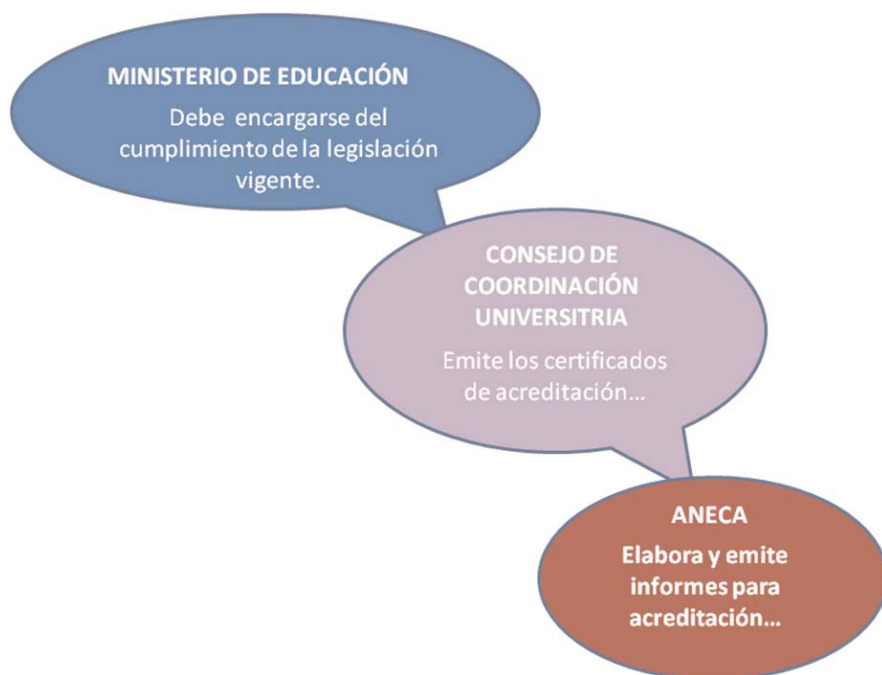 MINISTERIO DE EDUCACIÓN
Debe encargarse del
cumplimiento de la legislación
vigente.
CONSEJO DE
COORDINACIÓN
UNIVERSITRIA
Emite los certificados
de acreditación...
ANECA
Elabora y emite
informes para
acreditación...